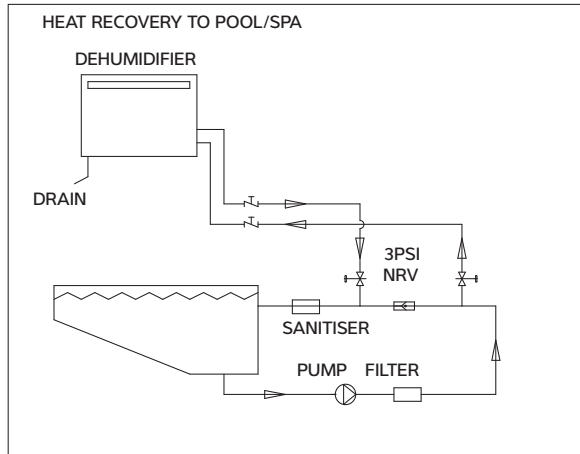 HEAT RECOVERY TO POOL/SPA
DEHUMIDIFIER
DRAIN
3PSI
NRV
SANITISER
PUMP FILTER